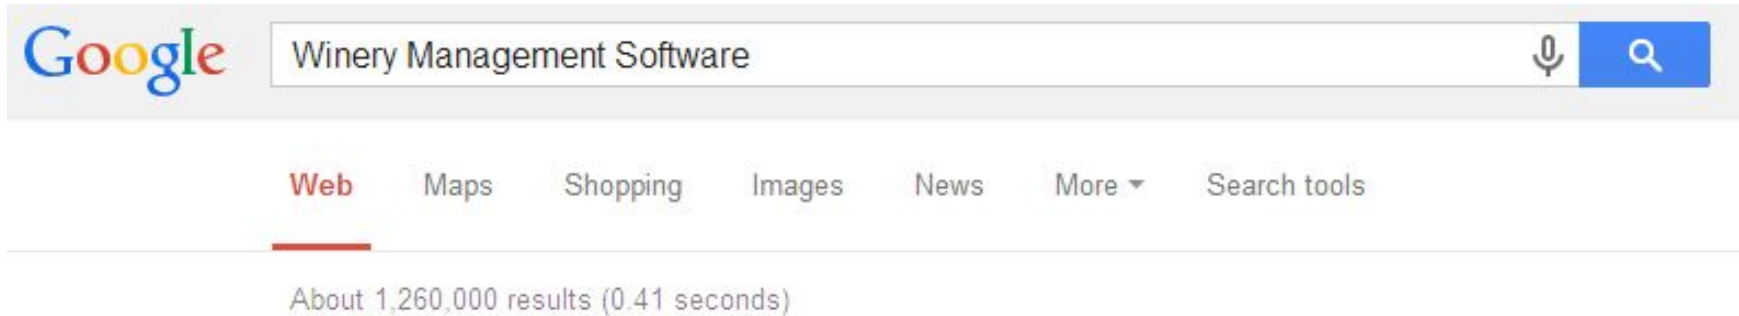 Google Winery Management Software
Web Maps Shopping Images News More Search tools
About 1,260,000 results (0.41 seconds)